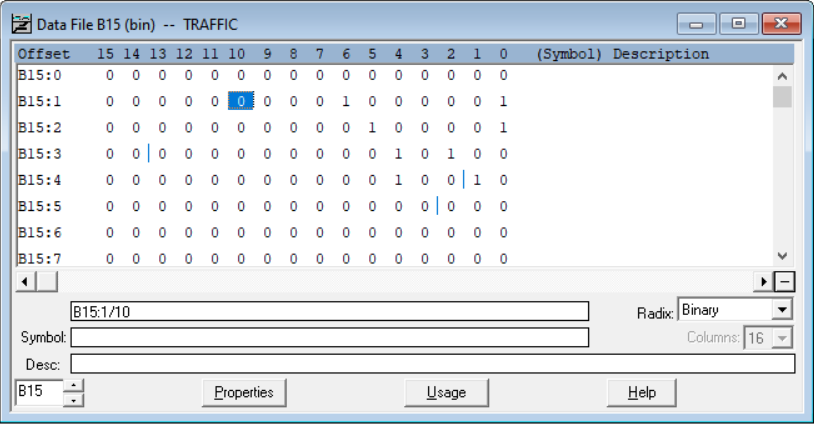 Data File B15 (bin) -- TRAFFIC
Offset 15 14 13 12 11 10 9 8 7 6 5 4 3 2 1 0 (Symbol) Description
B15:0 0 0 0 0 0 0 0 0 0 0 0 0 0 0 0 0
B15:1 0 0 0 0 0 0 0 0 0 1 0 0 0 0 0 1
B15:2 0 0 0 0 0 0 0 0 0 0 1 0 0 0 0 1
B15:3 0 0 0 0 0 0 0 0 0 0 0 1 0 1 0 0
B15:4 0 0 0 0 0 0 0 0 0 0 0 1 0 0 1 0
B15:5 0 0 0 0 0 0 0 0 0 0 0 0 0 0 0 0
B15:6 0 0 0 0 0 0 0 0 0 0 0 0 0 0 0 0
B15:7 0 0 0 0 0 0 0 0 0 0 0 0 0 0 0 0
B15:1/10 Radix: Binary
Symbol: Columns: 16
Desc:
B15 Properties Usage Help